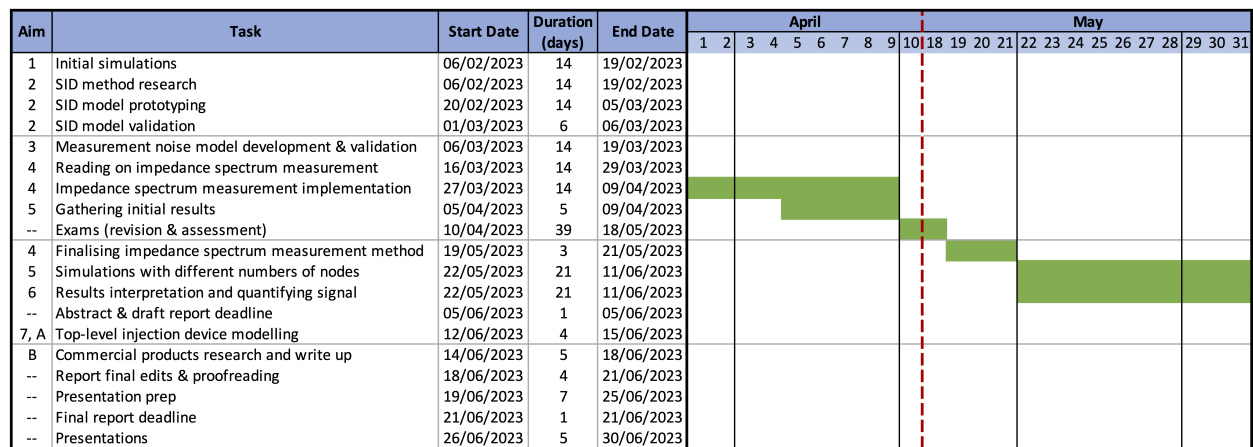 Aim Task Start Date Duration (days) End Date April May
1 2 3 4 5 6 7 8 9 10 18 19 20 21 22 23 24 25 26 27 28 29 30 31
1 Initial simulations 06/02/2023 14 19/02/2023
2 SID method research 06/02/2023 14 19/02/2023
2 SID model prototyping 20/02/2023 14 05/03/2023
2 SID model validation 01/03/2023 6 06/03/2023
3 Measurement noise model development & validation 06/03/2023 14 19/03/2023
4 Reading on impedance spectrum measurement 16/03/2023 14 29/03/2023
4 Impedance spectrum measurement implementation 27/03/2023 14 09/04/2023
5 Gathering initial results 05/04/2023 5 09/04/2023
-- Exams (revision & assessment) 10/04/2023 39 18/05/2023
4 Finalising impedance spectrum measurement method 19/05/2023 3 21/05/2023
5 Simulations with different numbers of nodes 22/05/2023 21 11/06/2023
6 Results interpretation and quantifying signal 22/05/2023 21 11/06/2023
-- Abstract & draft report deadline 05/06/2023 1 05/06/2023
7, A Top-level injection device modelling 12/06/2023 4 15/06/2023
B Commercial products research and write up 14/06/2023 5 18/06/2023
-- Report final edits & proofreading 18/06/2023 4 21/06/2023
-- Presentation prep 19/06/2023 7 25/06/2023
-- Final report deadline 21/06/2023 1 21/06/2023
-- Presentations 26/06/2023 5 30/06/2023